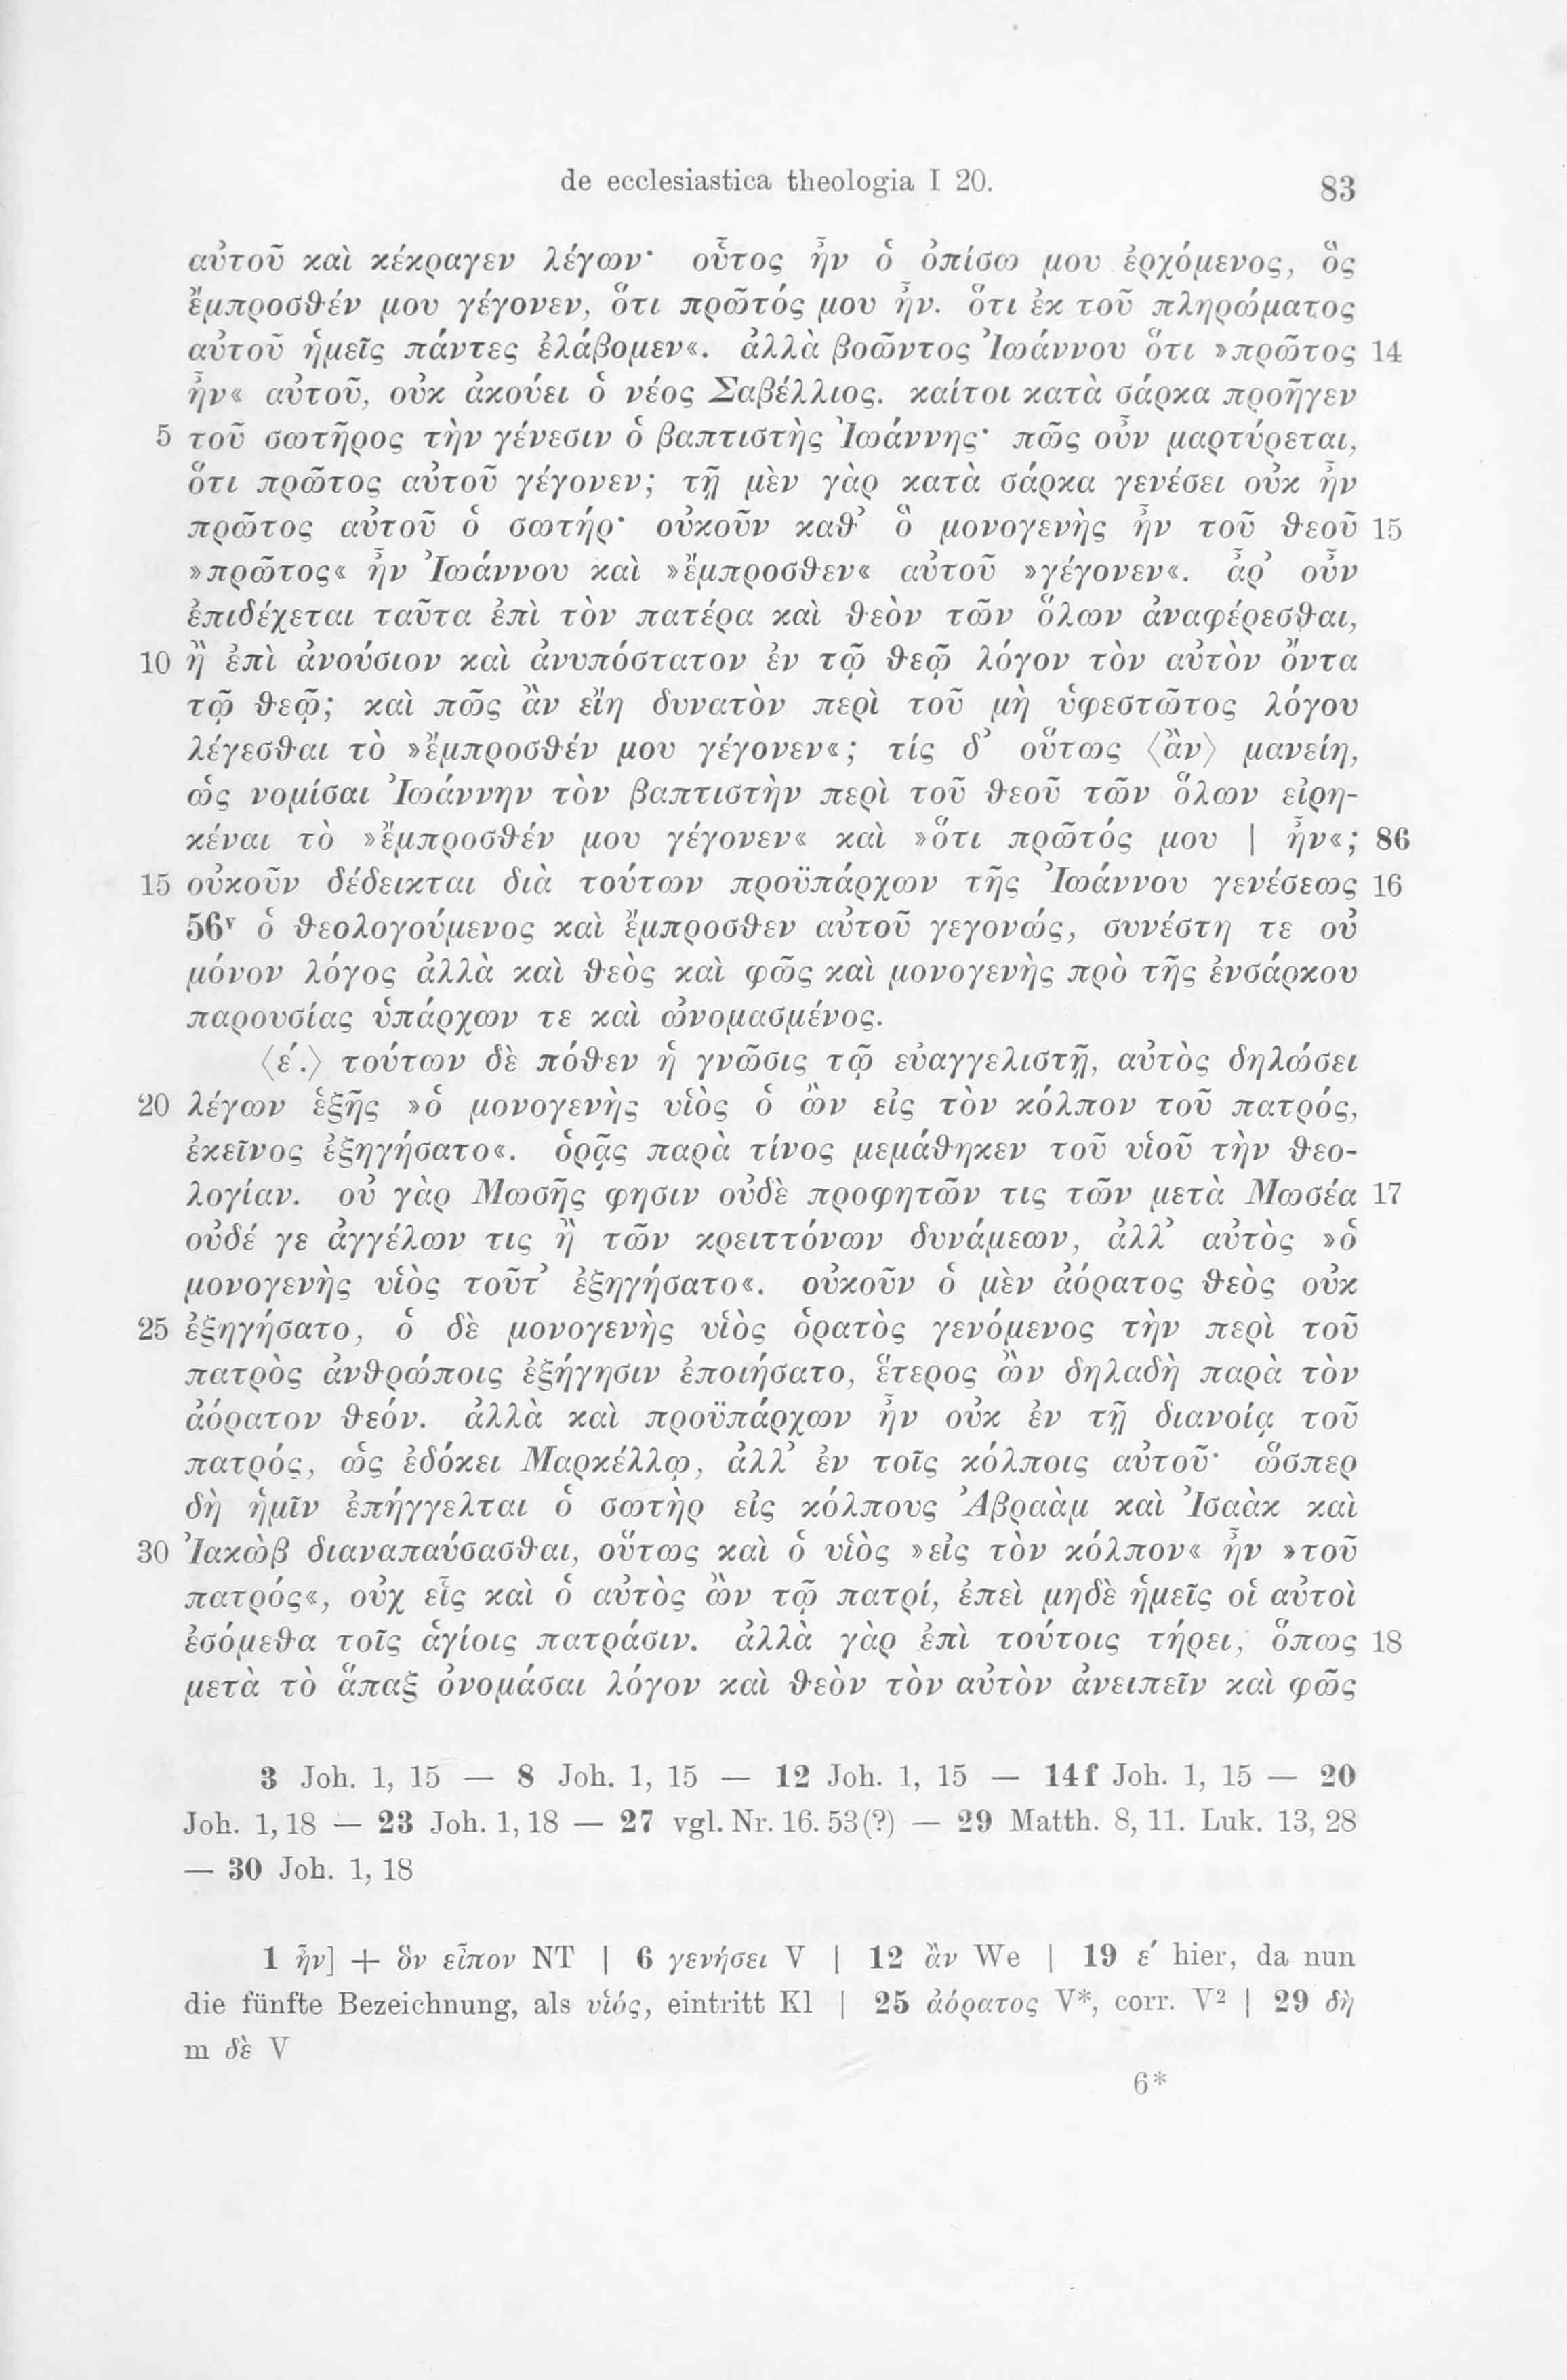 de ecclesiastica theologia I 20. 83
αὐτοῦ καὶ κέκραγεν λέγων· οὗτος ἦν ὁ ὀπίσω μου ἐρχόμενος, ὃς
ἔμπροσθέν μου γέγονεν, ὅτι πρῶτός μου ἦν. ὅτι ἐκ τοῦ πληρώματος
αὐτοῦ ἡμεῖς πάντες ἐλάβομεν«. ἀλλὰ βοῶντος Ἰωάννου ὅτι »πρῶτος 14
ἦν« αὐτοῦ, οὐκ ἀκούει ὁ νέος Σαβέλλιος. καίτοι κατὰ σάρκα προῆγεν
5 τοῦ σωτῆρος τὴν γένεσιν ὁ βαπτιστὴς Ἰωάννης· πῶς οὖν μαρτύρεται,
ὅτι πρῶτος αὐτοῦ γέγονεν; τῇ μὲν γὰρ κατὰ σάρκα γενέσει οὐκ ἦν
πρῶτος αὐτοῦ ὁ σωτήρ· οὐκοῦν καθ’ ὃ μονογενὴς ἦν τοῦ θεοῦ 15
»πρῶτος« ἦν Ἰωάννου καὶ »ἔμπροσθεν« αὐτοῦ »γέγονεν«. ἆρ’ οὖν
ἐπιδέχεται ταῦτα ἐπὶ τὸν πατέρα καὶ θεὸν τῶν ὅλων ἀναφέρεσθαι,
10 ἢ ἐπὶ ἀνούσιον καὶ ἀνυπόστατον ἐν τῷ θεῷ λόγον τὸν αὐτὸν ὄντα
τῷ θεῷ; καὶ πῶς ἂν εἴη δυνατὸν περὶ τοῦ μὴ ὑφεστῶτος λόγου
λέγεσθαι τὸ »ἔμπροσθέν μου γέγονεν«; τίς δ’ οὕτως ⟨ἂν⟩ μανείη,
ὡς νομίσαι Ἰωάννην τὸν βαπτιστὴν περὶ τοῦ θεοῦ τῶν ὅλων εἰρη-
κέναι τὸ »ἔμπροσθέν μου γέγονεν« καὶ »ὅτι πρῶτός μου | ἦν«; 86
15 οὐκοῦν δέδεικται διὰ τούτων προϋπάρχων τῆς Ἰωάννου γενέσεως 16
56ᵛ ὁ θεολογούμενος καὶ ἔμπροσθεν αὐτοῦ γεγονώς, συνέστη τε οὐ
μόνον λόγος ἀλλὰ καὶ θεὸς καὶ φῶς καὶ μονογενὴς πρὸ τῆς ἐνσάρκου
παρουσίας ὑπάρχων τε καὶ ὠνομασμένος.
⟨έ.⟩ τούτων δὲ πόθεν ἡ γνῶσις τῷ εὐαγγελιστῇ, αὐτὸς δηλώσει
20 λέγων ἑξῆς »ὁ μονογενὴς υἱὸς ὁ ὢν εἰς τὸν κόλπον τοῦ πατρός,
ἐκεῖνος ἐξηγήσατο«. ὁρᾷς παρὰ τίνος μεμάθηκεν τοῦ υἱοῦ τὴν θεο-
λογίαν. οὐ γὰρ Μωσῆς φησιν οὐδὲ προφητῶν τις τῶν μετὰ Μωσέα 17
οὐδέ γε ἀγγέλων τις ἢ τῶν κρειττόνων δυνάμεων, ἀλλ’ αὐτὸς »ὁ
μονογενὴς υἱὸς τοῦτ’ ἐξηγήσατο«. οὐκοῦν ὁ μὲν ἀόρατος θεὸς οὐκ
25 ἐξηγήσατο, ὁ δὲ μονογενὴς υἱὸς ὁρατὸς γενόμενος τὴν περὶ τοῦ
πατρὸς ἀνθρώποις ἐξήγησιν ἐποιήσατο, ἕτερος ὢν δηλαδὴ παρὰ τὸν
ἀόρατον θεόν. ἀλλὰ καὶ προϋπάρχων ἦν οὐκ ἐν τῇ διανοίᾳ τοῦ
πατρός, ὡς ἐδόκει Μαρκέλλῳ, ἀλλ’ ἐν τοῖς κόλποις αὐτοῦ· ὥσπερ
δὴ ἡμῖν ἐπήγγελται ὁ σωτὴρ εἰς κόλπους Ἀβραὰμ καὶ Ἰσαὰκ καὶ
30 Ἰακὼβ διαναπαύσασθαι, οὕτως καὶ ὁ υἱὸς »εἰς τὸν κόλπον« ἦν »τοῦ
πατρός«, οὐχ εἷς καὶ ὁ αὐτὸς ὢν τῷ πατρί, ἐπεὶ μηδὲ ἡμεῖς οἱ αὐτοὶ
ἐσόμεθα τοῖς ἁγίοις πατράσιν. ἀλλὰ γὰρ ἐπὶ τούτοις τήρει, ὅπως 18
μετὰ τὸ ἅπαξ ὀνομάσαι λόγον καὶ θεὸν τὸν αὐτὸν ἀνειπεῖν καὶ φῶς
3 Joh. 1, 15 — 8 Joh. 1, 15 — 12 Joh. 1, 15 — 14f Joh. 1, 15 — 20
Joh. 1, 18 — 23 Joh. 1, 18 — 27 vgl. Nr. 16. 53(?) — 29 Matth. 8, 11. Luk. 13, 28
— 30 Joh. 1, 18
1 ἦν] + ὃν εἶπον NT | 6 γενήσει V | 12 ἂν We | 19 ε´ hier, da nun
die fünfte Bezeichnung, als υἱός, eintritt Kl | 25 ἀόρατος V*, corr. V² | 29 δὴ
m δὲ V
6*